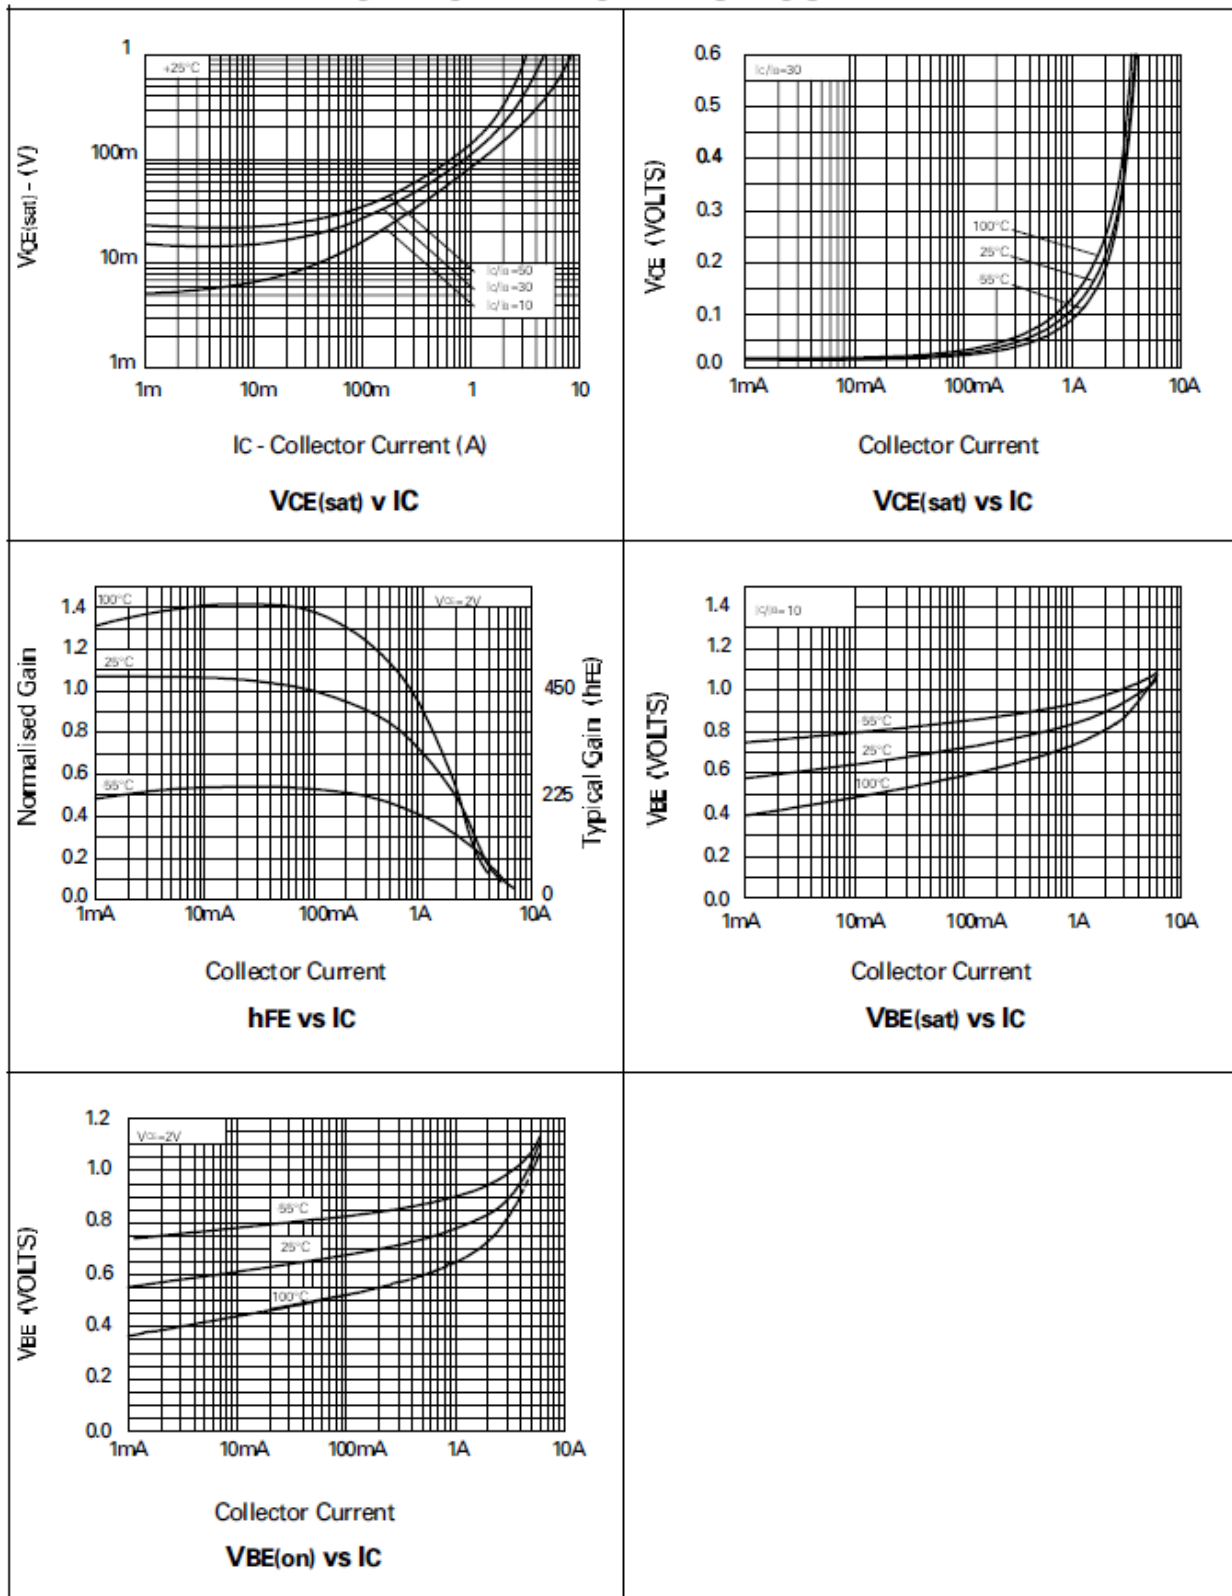 1
100m
10m
1m
1m 10m 100m 1 10
+25°C
IC/IB=50
IC/IB=30
IC/IB=10
VCE(sat) - (V)
IC - Collector Current (A)
VCE(sat) v IC
0.6
0.5
0.4
0.3
0.2
0.1
0.0
1mA 10mA 100mA 1A 10A
IC/IB=30
100°C
25°C
-55°C
VCE (VOLTS)
Collector Current
VCE(sat) vs IC
1.4
1.2
1.0
0.8
0.6
0.4
0.2
0.0
1mA 10mA 100mA 1A 10A
100°C
VCE=2V
25°C
-55°C
450
225
0
Normalised Gain
Typical Gain (hFE)
Collector Current
hFE vs IC
1.4
1.2
1.0
0.8
0.6
0.4
0.2
0.0
1mA 10mA 100mA 1A 10A
IC/IB=10
-55°C
25°C
100°C
VBE (VOLTS)
Collector Current
VBE(sat) vs IC
1.2
1.0
0.8
0.6
0.4
0.2
0.0
1mA 10mA 100mA 1A 10A
VCE=2V
-55°C
25°C
100°C
VBE (VOLTS)
Collector Current
VBE(on) vs IC